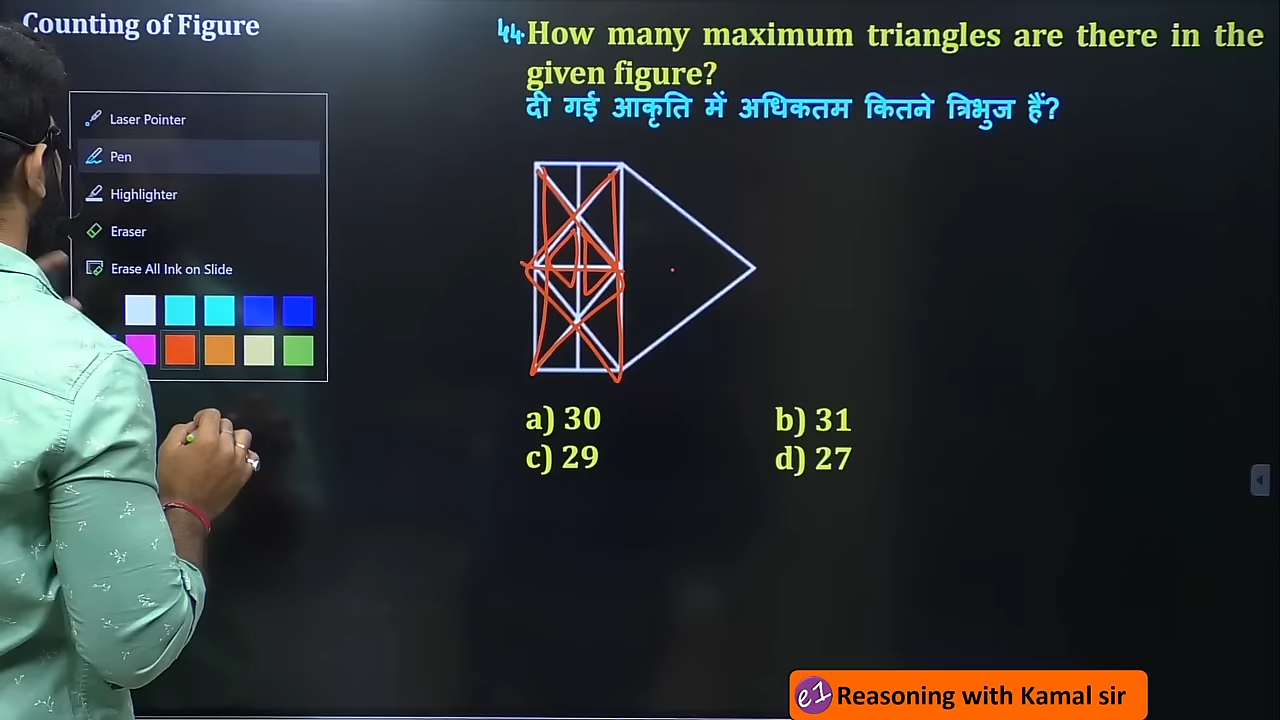 Counting of Figure
44. How many maximum triangles are there in the
given figure?
दी गई आकृति में अधिकतम कितने त्रिभुज हैं?
Laser Pointer
Pen
Highlighter
Eraser
Erase All Ink on Slide
a) 30
b) 31
c) 29
d) 27
e1 Reasoning with Kamal sir